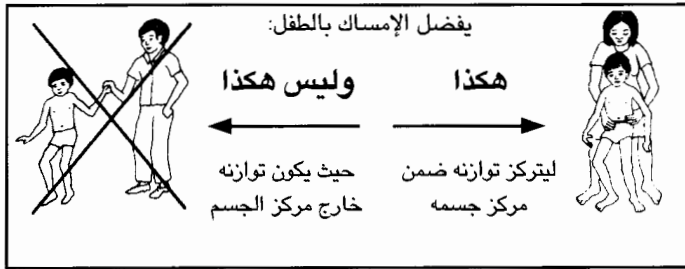 يفضل الإمساك بالطفل:
هكذا
ليتركز توازنه ضمن
مركز جسمه
وليس هكذا
حيث يكون توازنه
خارج مركز الجسم